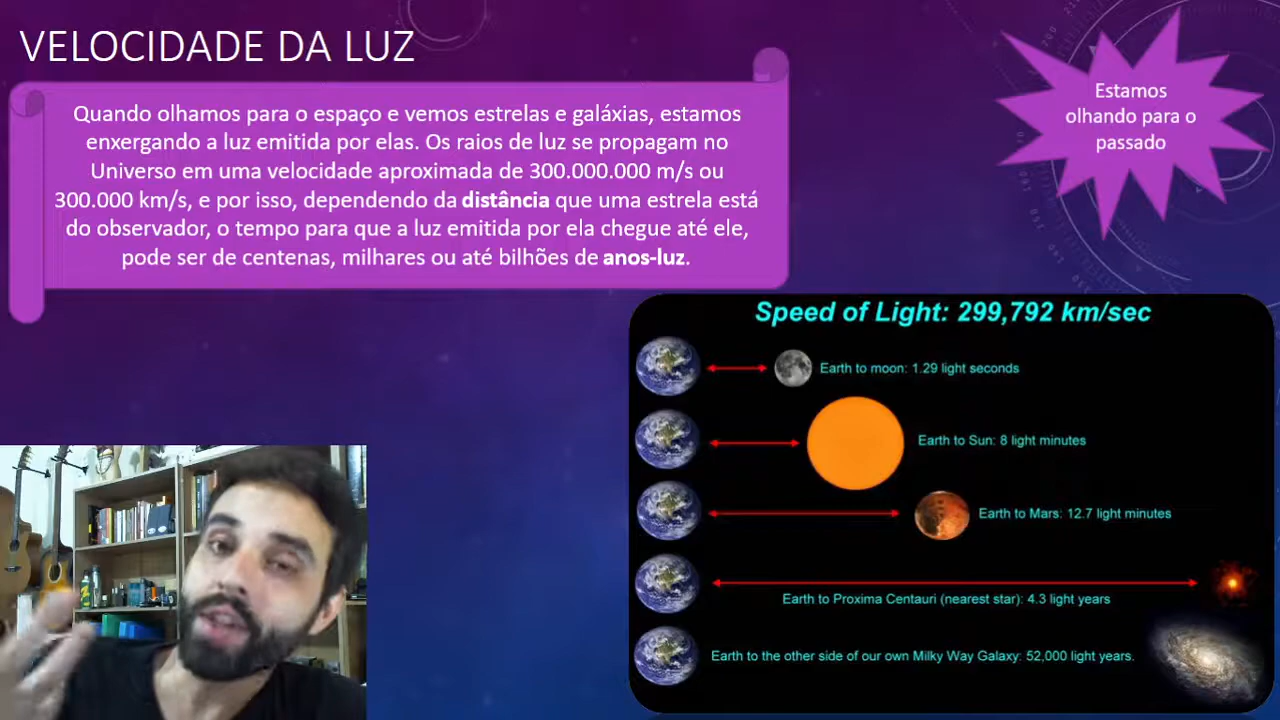 VELOCIDADE DA LUZ
Quando olhamos para o espaço e vemos estrelas e galáxias, estamos
enxergando a luz emitida por elas. Os raios de luz se propagam no
Universo em uma velocidade aproximada de 300.000.000 m/s ou
300.000 km/s, e por isso, dependendo da distância que uma estrela está
do observador, o tempo para que a luz emitida por ela chegue até ele,
pode ser de centenas, milhares ou até bilhões de anos-luz.
Estamos
olhando para o
passado
Speed of Light: 299,792 km/sec
Earth to moon: 1.29 light seconds
Earth to Sun: 8 light minutes
Earth to Mars: 12.7 light minutes
Earth to Proxima Centauri (nearest star): 4.3 light years
Earth to the other side of our own Milky Way Galaxy: 52,000 light years.